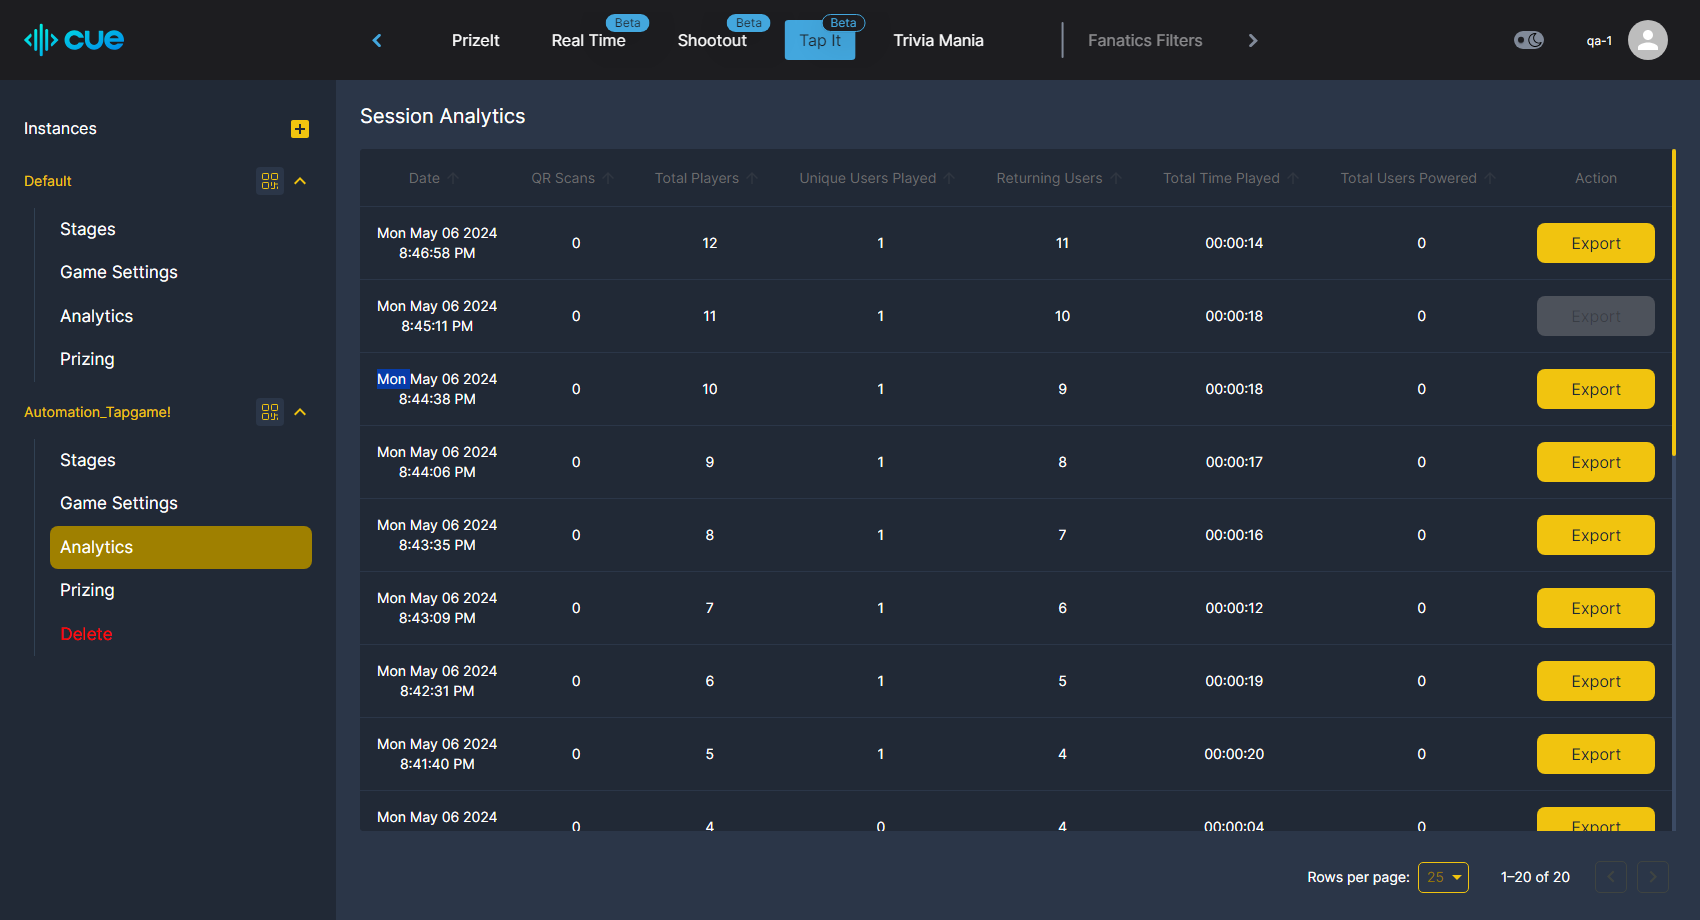 cue
PrizeIt
Real Time
Beta
Shootout
Beta
Tap It
Beta
Trivia Mania
Fanatics Filters
qa-1
Instances
Default
Stages
Game Settings
Analytics
Prizing
Automation_Tapgame!
Stages
Game Settings
Analytics
Prizing
Delete
Session Analytics
Date QR Scans Total Players Unique Users Played Returning Users Total Time Played Total Users Powered Action
Mon May 06 2024
8:46:58 PM 0 12 1 11 00:00:14 0 Export
Mon May 06 2024
8:45:11 PM 0 11 1 10 00:00:18 0 Export
Mon May 06 2024
8:44:38 PM 0 10 1 9 00:00:18 0 Export
Mon May 06 2024
8:44:06 PM 0 9 1 8 00:00:17 0 Export
Mon May 06 2024
8:43:35 PM 0 8 1 7 00:00:16 0 Export
Mon May 06 2024
8:43:09 PM 0 7 1 6 00:00:12 0 Export
Mon May 06 2024
8:42:31 PM 0 6 1 5 00:00:19 0 Export
Mon May 06 2024
8:41:40 PM 0 5 1 4 00:00:20 0 Export
Mon May 06 2024
0 4 0 4 00:00:04 0 Export
Rows per page: 25 1–20 of 20